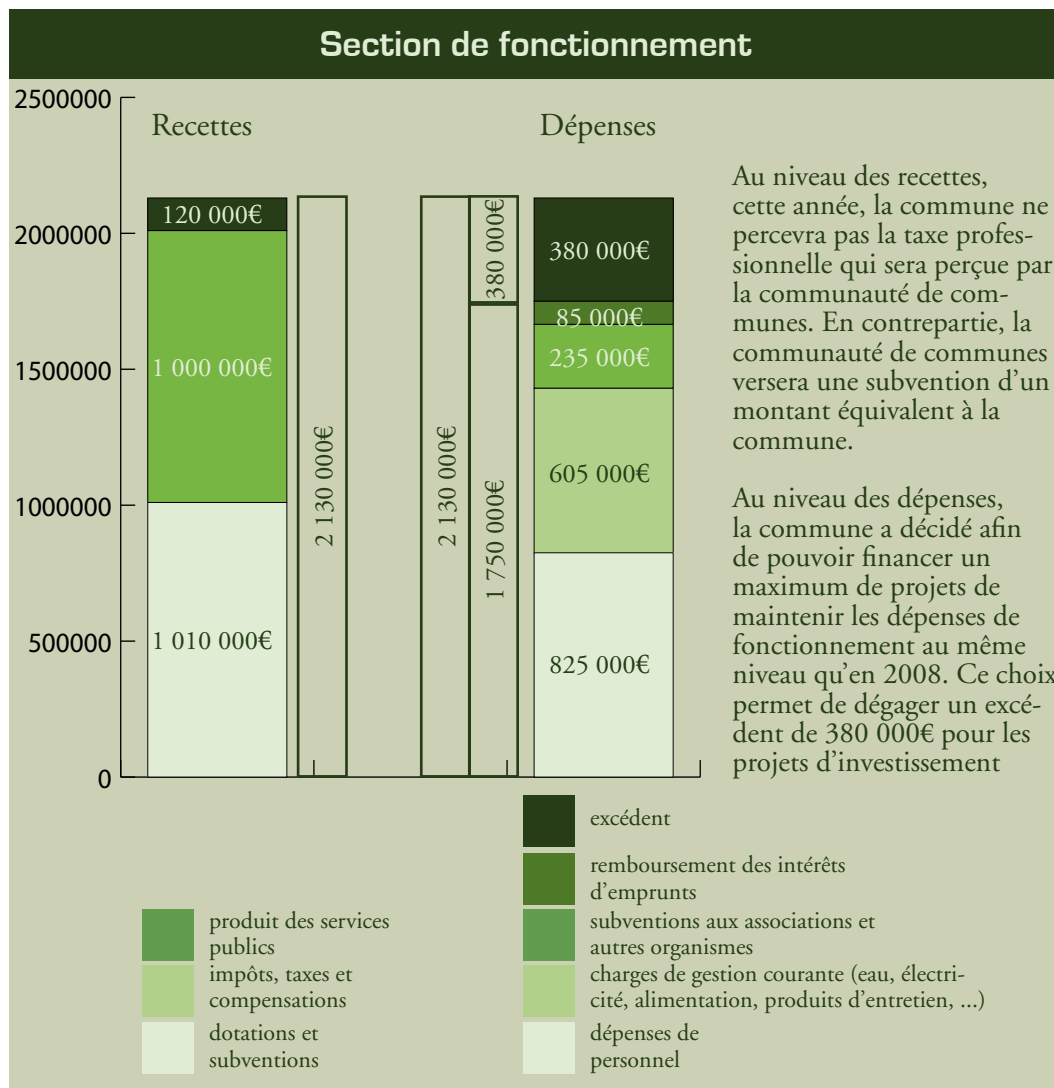 Section de fonctionnement
2500000
2000000
1500000
1000000
500000
0
Recettes
120 000€
1 000 000€
1 010 000€
2 130 000€
Dépenses
2 130 000€
380 000€
1 750 000€
380 000€
85 000€
235 000€
605 000€
825 000€
Au niveau des recettes,
cette année, la commune ne
percevra pas la taxe profes-
sionnelle qui sera perçue par
la communauté de com-
munes. En contrepartie, la
communauté de communes
versera une subvention d'un
montant équivalent à la
commune.
Au niveau des dépenses,
la commune a décidé afin
de pouvoir financer un
maximum de projets de
maintenir les dépenses de
fonctionnement au même
niveau qu'en 2008. Ce choix
permet de dégager un excé-
dent de 380 000€ pour les
projets d'investissement
produit des services
publics
impôts, taxes et
compensations
dotations et
subventions
excédent
remboursement des intérêts
d'emprunts
subventions aux associations et
autres organismes
charges de gestion courante (eau, électri-
cité, alimentation, produits d'entretien, ...)
dépenses de
personnel